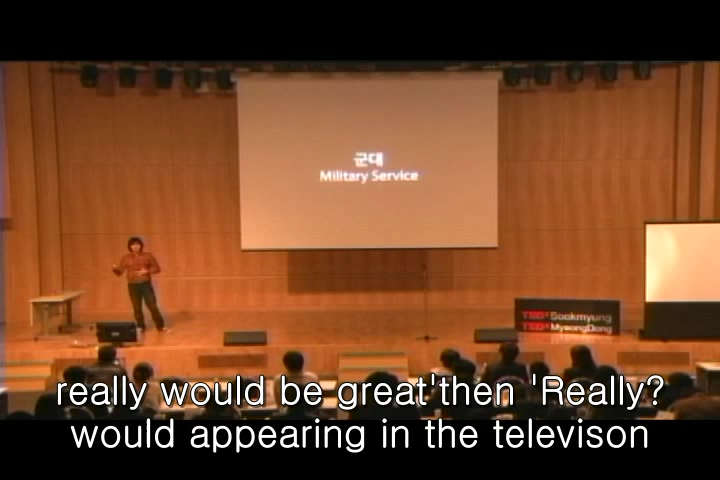 군대
Military Service
TEDx Sookmyung
TEDx MyeongDong
really would be great'then 'Really?
would appearing in the televison